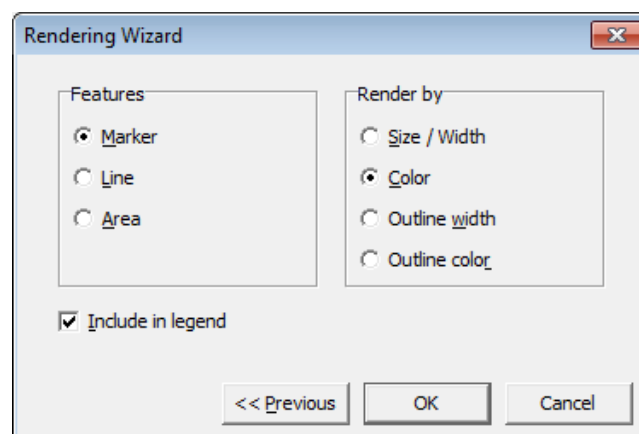 Rendering Wizard
Features
Marker
Line
Area
Render by
Size / Width
Color
Outline width
Outline color
Include in legend
<< Previous
OK
Cancel